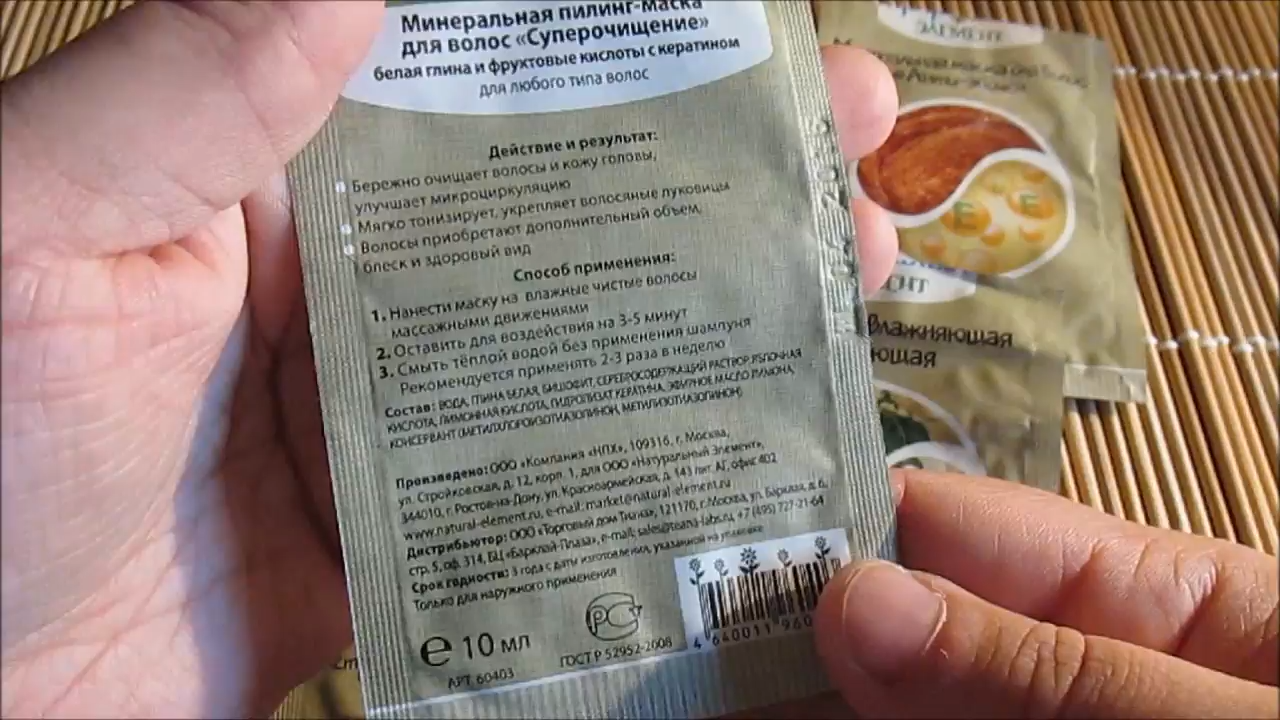 Минеральная пилинг-маска
для волос «Суперочищение»
белая глина и фруктовые кислоты с кератином
для любого типа волос
Действие и результат:
Бережно очищает волосы и кожу головы,
улучшает микроциркуляцию
Мягко тонизирует, укрепляет волосяные луковицы
Волосы приобретают дополнительный объем,
блеск и здоровый вид
Способ применения:
1. Нанести маску на влажные чистые волосы
массажными движениями
2. Оставить для воздействия на 3-5 минут
3. Смыть тёплой водой без применения шампуня
Рекомендуется применять 2-3 раза в неделю
Состав: ВОДА, ГЛИНА БЕЛАЯ, БИШОФИТ, СЕРЕБРОСОДЕРЖАЩИЙ РАСТВОР, ЯБЛОЧНАЯ
КИСЛОТА, ЛИМОННАЯ КИСЛОТА, ГИДРОЛИЗАТ КЕРАТИНА, ЭФИРНОЕ МАСЛО ЛИМОНА,
КОНСЕРВАНТ (МЕТИЛХЛОРОИЗОТИАЗОЛИНОН, МЕТИЛИЗОТИАЗОЛИНОН)
Произведено: ООО «Компания «НПХ», 109316, г. Москва,
ул. Стройковская, д. 12, корп. 1, для ООО «Натуральный Элемент»,
344010, г. Ростов-на-Дону, ул. Красноармейская, д. 143 лит. АГ, офис 402
www.natural-element.ru, e-mail: market@natural-element.ru
Дистрибьютор: ООО «Торговый дом Тиана», 121170, г. Москва, ул. Барклая, д. 6,
стр. 5, оф. 314, БЦ «Барклай-Плаза», e-mail: sales@teana-labs.ru, +7 (495) 727-21-64
Срок годности: 3 года с даты изготовления, указанной на упаковке
Только для наружного применения
е 10 мл
РСТ
ГОСТ Р 52952-2008
АРТ. 60403
4 640011 960
ЭЛЕМЕНТ
E E
влажняющая
ющая